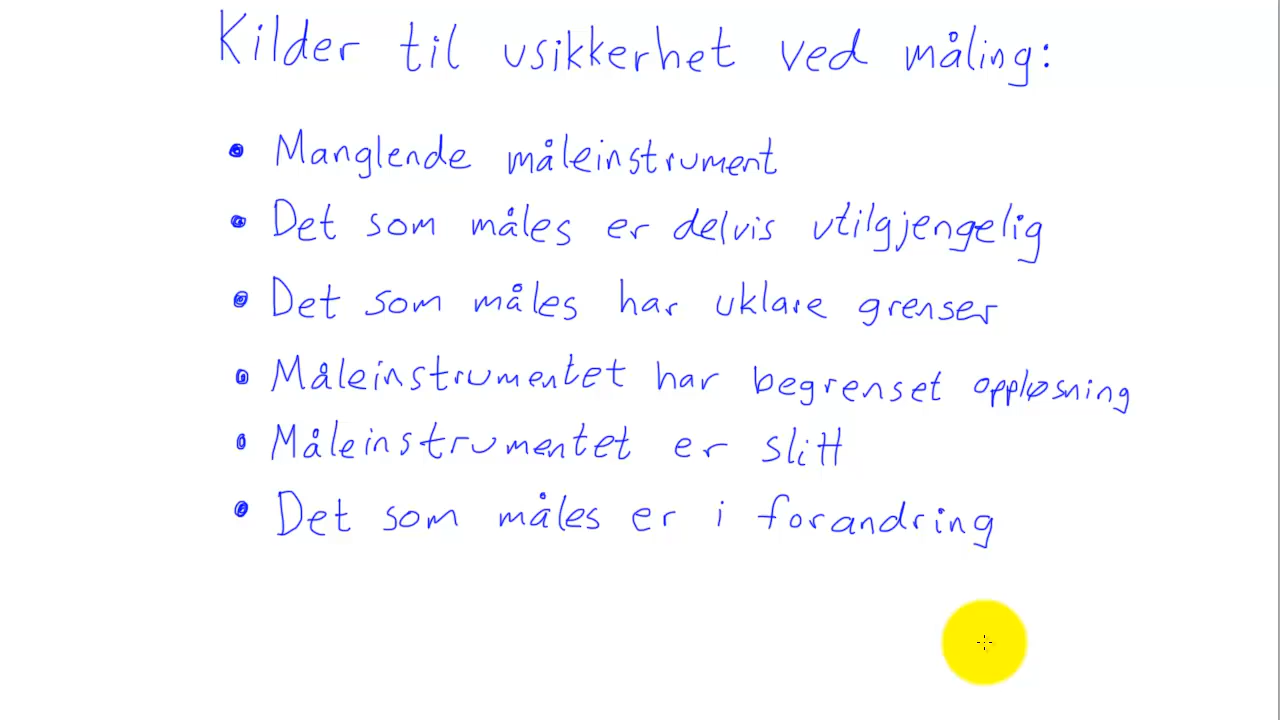 Kilder til usikkerhet ved måling:
• Manglende måleinstrument
• Det som måles er delvis utilgjengelig
• Det som måles har uklare grenser
• Måleinstrumentet har begrenset oppløsning
• Måleinstrumentet er slitt
• Det som måles er i forandring